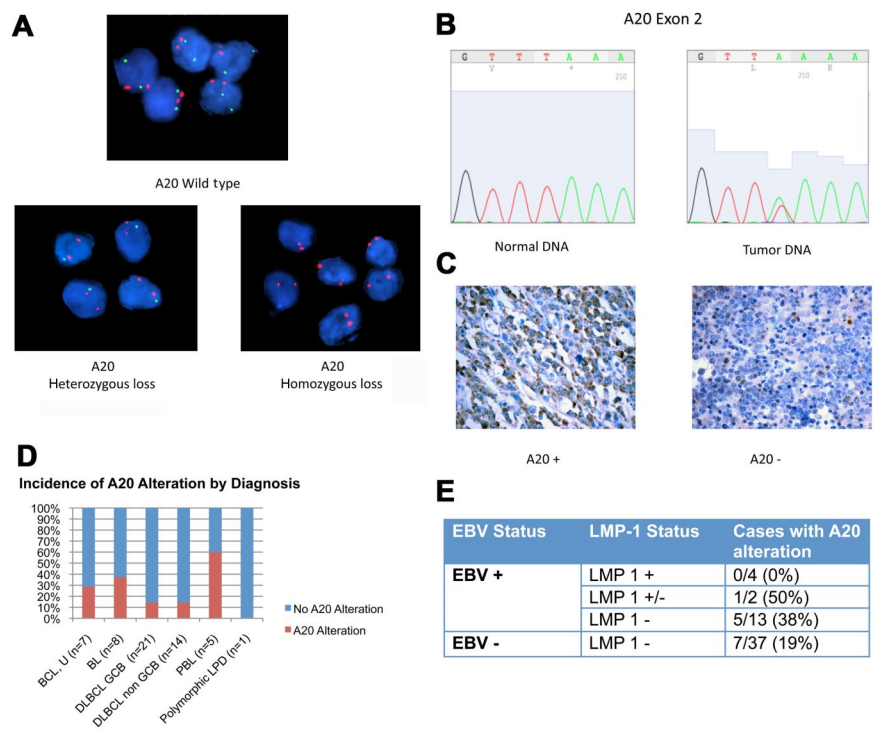 A
A20 Wild type
A20
Heterozygous loss
A20
Homozygous loss
B
A20 Exon 2
G T T T A A A
V *
250
Normal DNA
G T T A A A A
L K
250
Tumor DNA
C
A20 +
A20 -
D
Incidence of A20 Alteration by Diagnosis
100%
90%
80%
70%
60%
50%
40%
30%
20%
10%
0%
BCL, U (n=7)
BL (n=8)
DLBCL GCB (n=21)
DLBCL non GCB (n=14)
PBL (n=5)
Polymorphic LPD (n=1)
No A20 Alteration
A20 Alteration
E
EBV Status LMP-1 Status Cases with A20
alteration
EBV + LMP 1 + 0/4 (0%)
LMP 1 +/- 1/2 (50%)
LMP 1 - 5/13 (38%)
EBV - LMP 1 - 7/37 (19%)